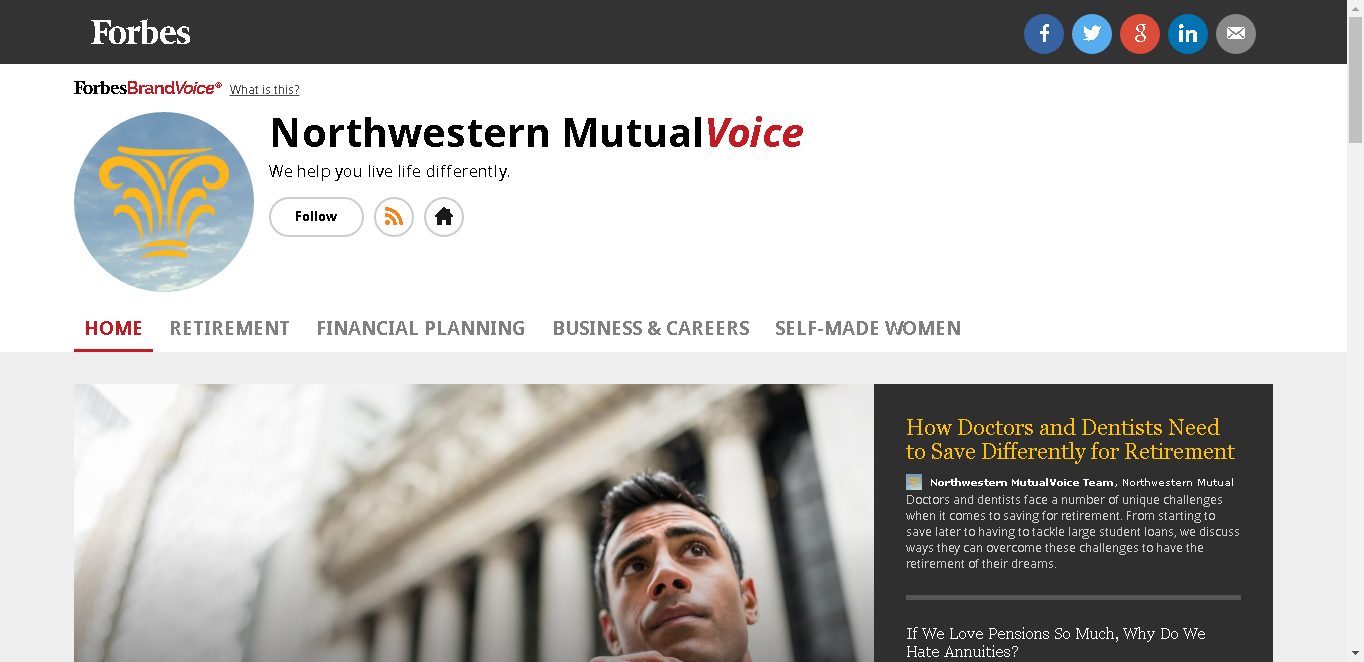 Forbes
ForbesBrandVoice® What is this?
Northwestern MutualVoice
We help you live life differently.
Follow
HOME RETIREMENT FINANCIAL PLANNING BUSINESS & CAREERS SELF-MADE WOMEN
How Doctors and Dentists Need
to Save Differently for Retirement
Northwestern MutualVoice Team, Northwestern Mutual
Doctors and dentists face a number of unique challenges
when it comes to saving for retirement. From starting to
save later to having to tackle large student loans, we discuss
ways they can overcome these challenges to have the
retirement of their dreams.
If We Love Pensions So Much, Why Do We
Hate Annuities?